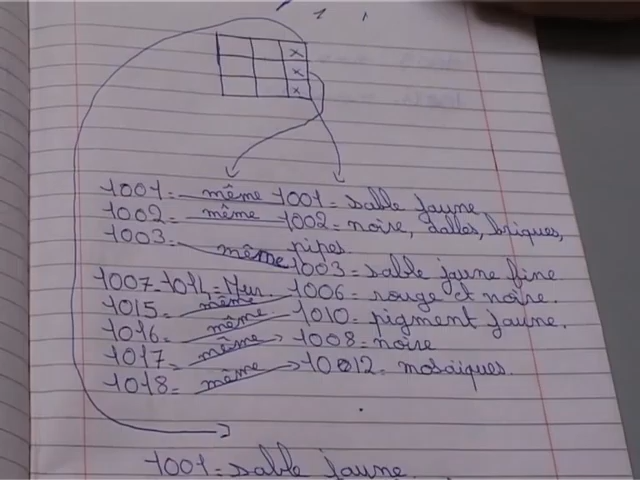 x
x
x
1001 = même 1001 = sable jaune
1002 = même 1002 = noire, dalles, briques,
pipes.
1003 = même 1003 = sable jaune fine
1007-1014 = Mur. 1006 = rouge et noire.
1015 = même 1010 = pigment jaune.
1016 = même 1008 = noire
1017 = même 10012 = mosaiques.
1018 = même
1001 = sable jaune.